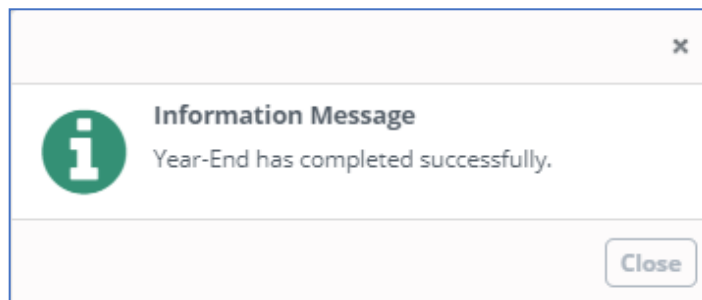 ×
Information Message
Year-End has completed successfully.
Close